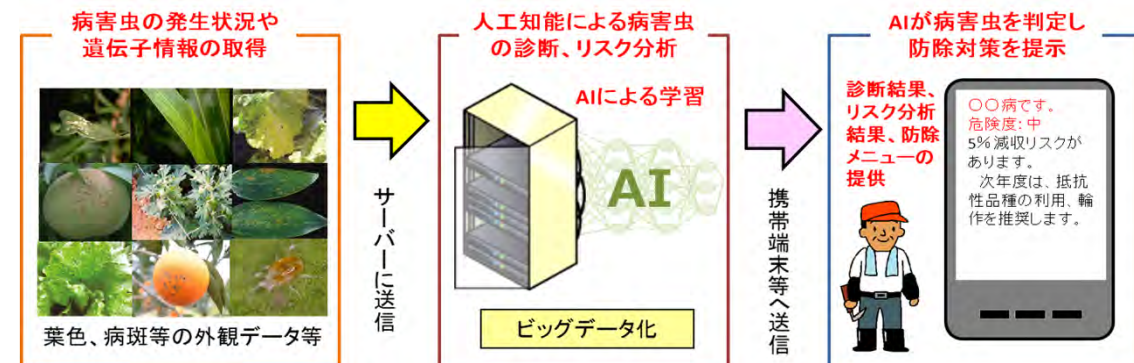 病害虫の発生状況や
遺伝子情報の取得
葉色、病斑等の外観データ等
サーバーに送信
人工知能による病害虫
の診断、リスク分析
AIによる学習
AI
ビッグデータ化
携帯端末等へ送信
AIが病害虫を判定し
防除対策を提示
診断結果、
リスク分析
結果、防除
メニューの
提供
〇〇病です。
危険度:中
5%減収リスクが
あります。
次年度は、抵抗
性品種の利用、輪
作を推奨します。